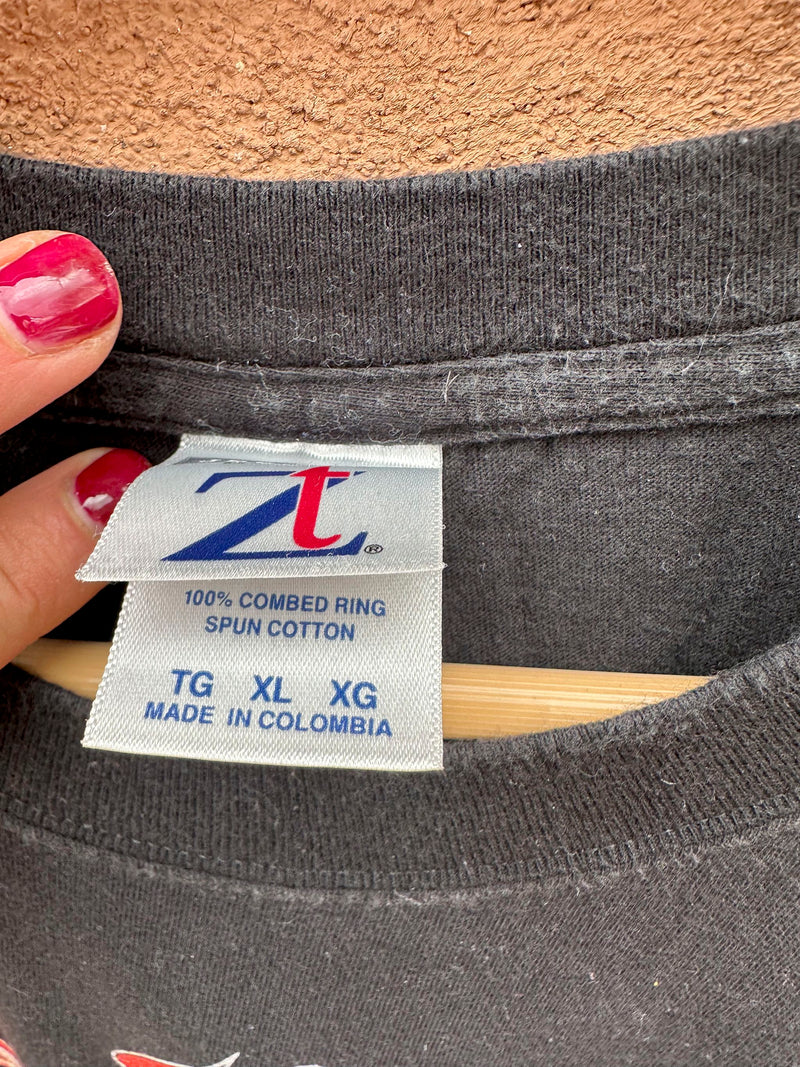 Zt®
100% COMBED RING
SPUN COTTON
TG XL XG
MADE IN COLOMBIA